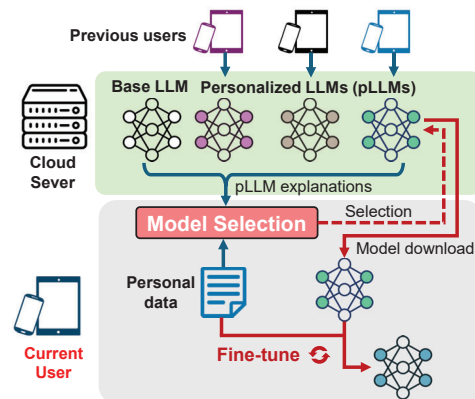 Previous users
Base LLM
Personalized LLMs (pLLMs)
Cloud
Sever
pLLM explanations
Model Selection
Selection
Model download
Personal
data
Current
User
Fine-tune